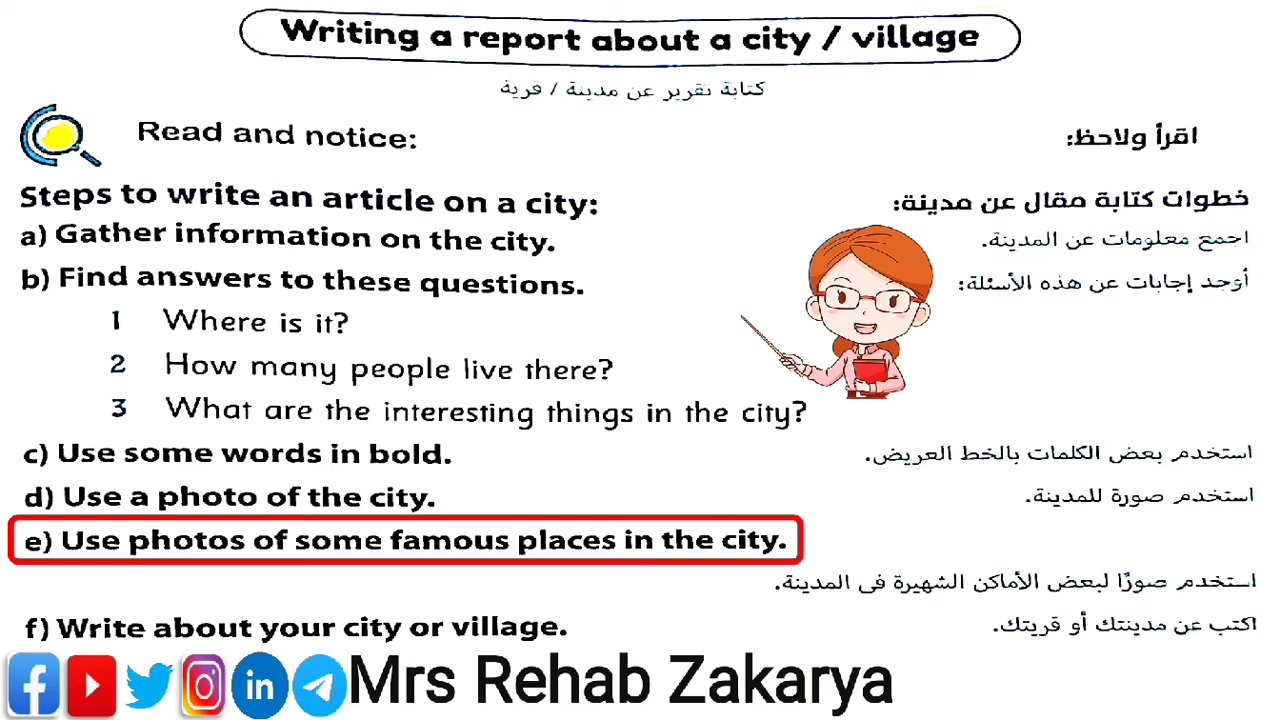 Writing a report about a city / village
كتابة تقرير عن مدينة / قرية
Read and notice:
اقرأ ولاحظ:
Steps to write an article on a city:
خطوات كتابة مقال عن مدينة:
a) Gather information on the city.
اجمع معلومات عن المدينة.
b) Find answers to these questions.
أوجد إجابات عن هذه الأسئلة:
1 Where is it?
2 How many people live there?
3 What are the interesting things in the city?
c) Use some words in bold.
استخدم بعض الكلمات بالخط العريض.
d) Use a photo of the city.
استخدم صورة للمدينة.
e) Use photos of some famous places in the city.
استخدم صورًا لبعض الأماكن الشهيرة فى المدينة.
f) Write about your city or village.
اكتب عن مدينتك أو قريتك.
Mrs Rehab Zakarya